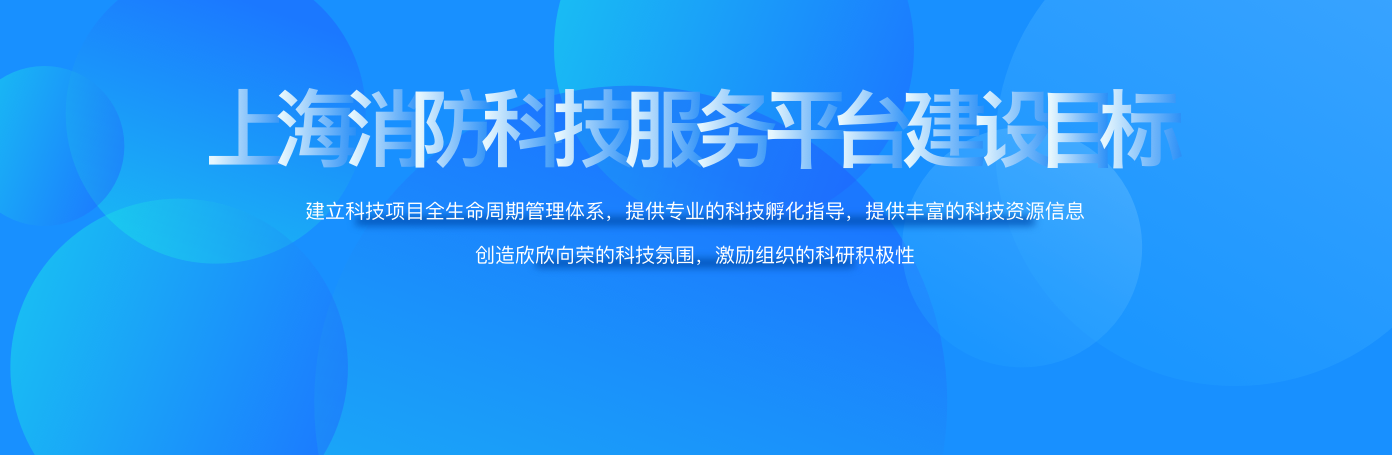 上海消防科技服务平台建设目标
建立科技项目全生命周期管理体系，提供专业的科技孵化指导，提供丰富的科技资源信息
创造欣欣向荣的科技氛围，激励组织的科研积极性